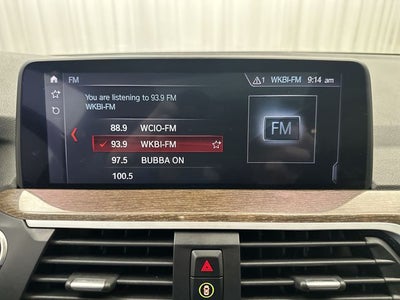 FM
⚠1 WKBI-FM 9:14 am
You are listening to 93.9 FM
WKBI-FM
88.9 WCIO-FM
93.9 WKBI-FM
97.5 BUBBA ON
100.5
FM